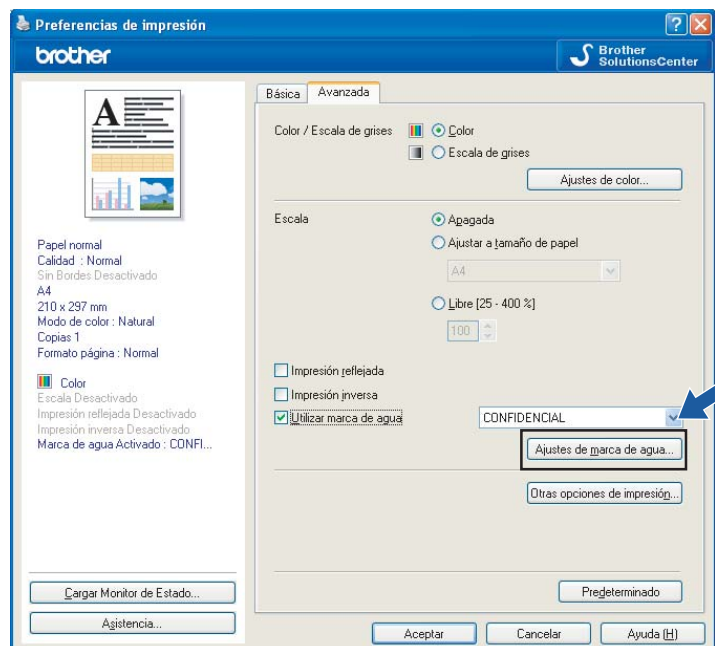 Preferencias de impresión
brother
Brother
SolutionsCenter
A
Papel normal
Calidad : Normal
Sin Bordes Desactivado
A4
210 x 297 mm
Modo de color : Natural
Copias 1
Formato página : Normal
Color
Escala Desactivado
Impresión reflejada Desactivado
Impresión inversa Desactivado
Marca de agua Activado : CONFI...
Cargar Monitor de Estado...
Asistencia...
Básica Avanzada
Color / Escala de grises Color
Escala de grises
Ajustes de color...
Escala Apagada
Ajustar a tamaño de papel
A4
Libre [25 - 400 %]
100
Impresión reflejada
Impresión inversa
Utilizar marca de agua CONFIDENCIAL
Ajustes de marca de agua...
Otras opciones de impresión...
Predeterminado
Aceptar Cancelar Ayuda (H)